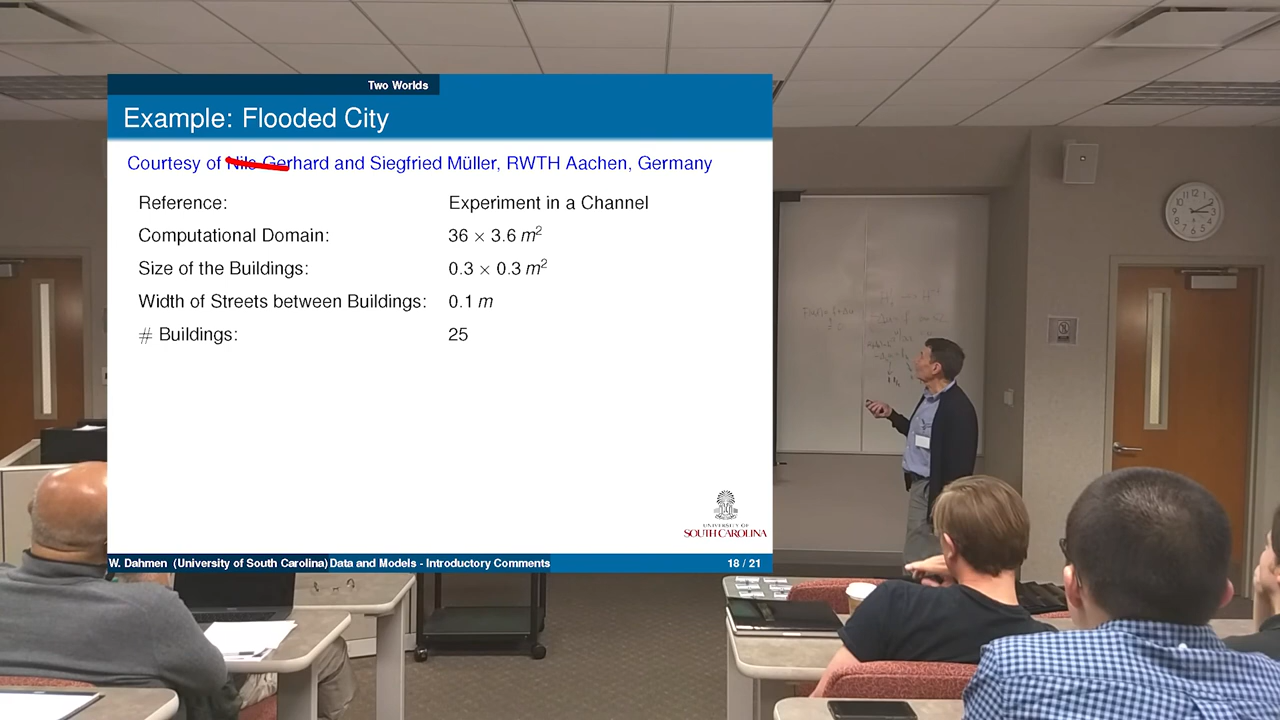 Two Worlds
Example: Flooded City
Courtesy of Nils Gerhard and Siegfried Müller, RWTH Aachen, Germany
Reference: Experiment in a Channel
Computational Domain: 36 × 3.6 m²
Size of the Buildings: 0.3 × 0.3 m²
Width of Streets between Buildings: 0.1 m
# Buildings: 25
UNIVERSITY OF
SOUTH CAROLINA
W. Dahmen (University of South Carolina) Data and Models - Introductory Comments 18 / 21